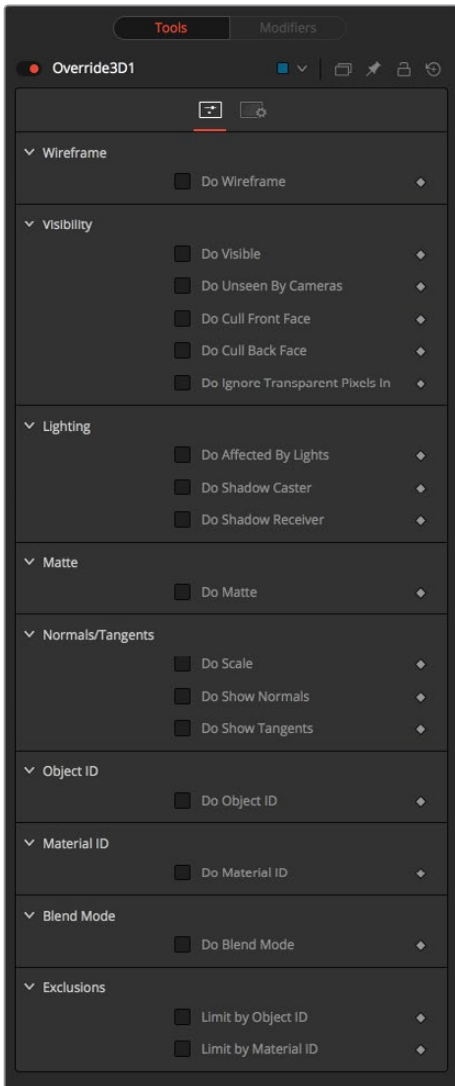 Tools Modifiers
Override3D1
Wireframe
Do Wireframe
Visibility
Do Visible
Do Unseen By Cameras
Do Cull Front Face
Do Cull Back Face
Do Ignore Transparent Pixels In
Lighting
Do Affected By Lights
Do Shadow Caster
Do Shadow Receiver
Matte
Do Matte
Normals/Tangents
Do Scale
Do Show Normals
Do Show Tangents
Object ID
Do Object ID
Material ID
Do Material ID
Blend Mode
Do Blend Mode
Exclusions
Limit by Object ID
Limit by Material ID